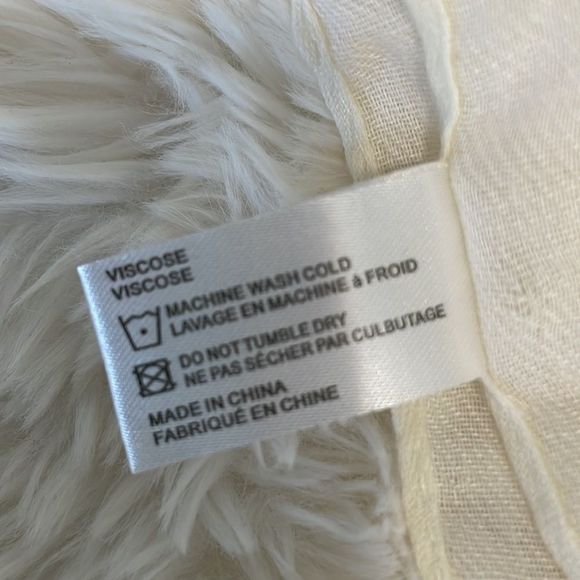 VISCOSE
VISCOSE
MACHINE WASH COLD
LAVAGE EN MACHINE à FROID
DO NOT TUMBLE DRY
NE PAS SÈCHER PAR CULBUTAGE
MADE IN CHINA
FABRIQUÉ EN CHINE